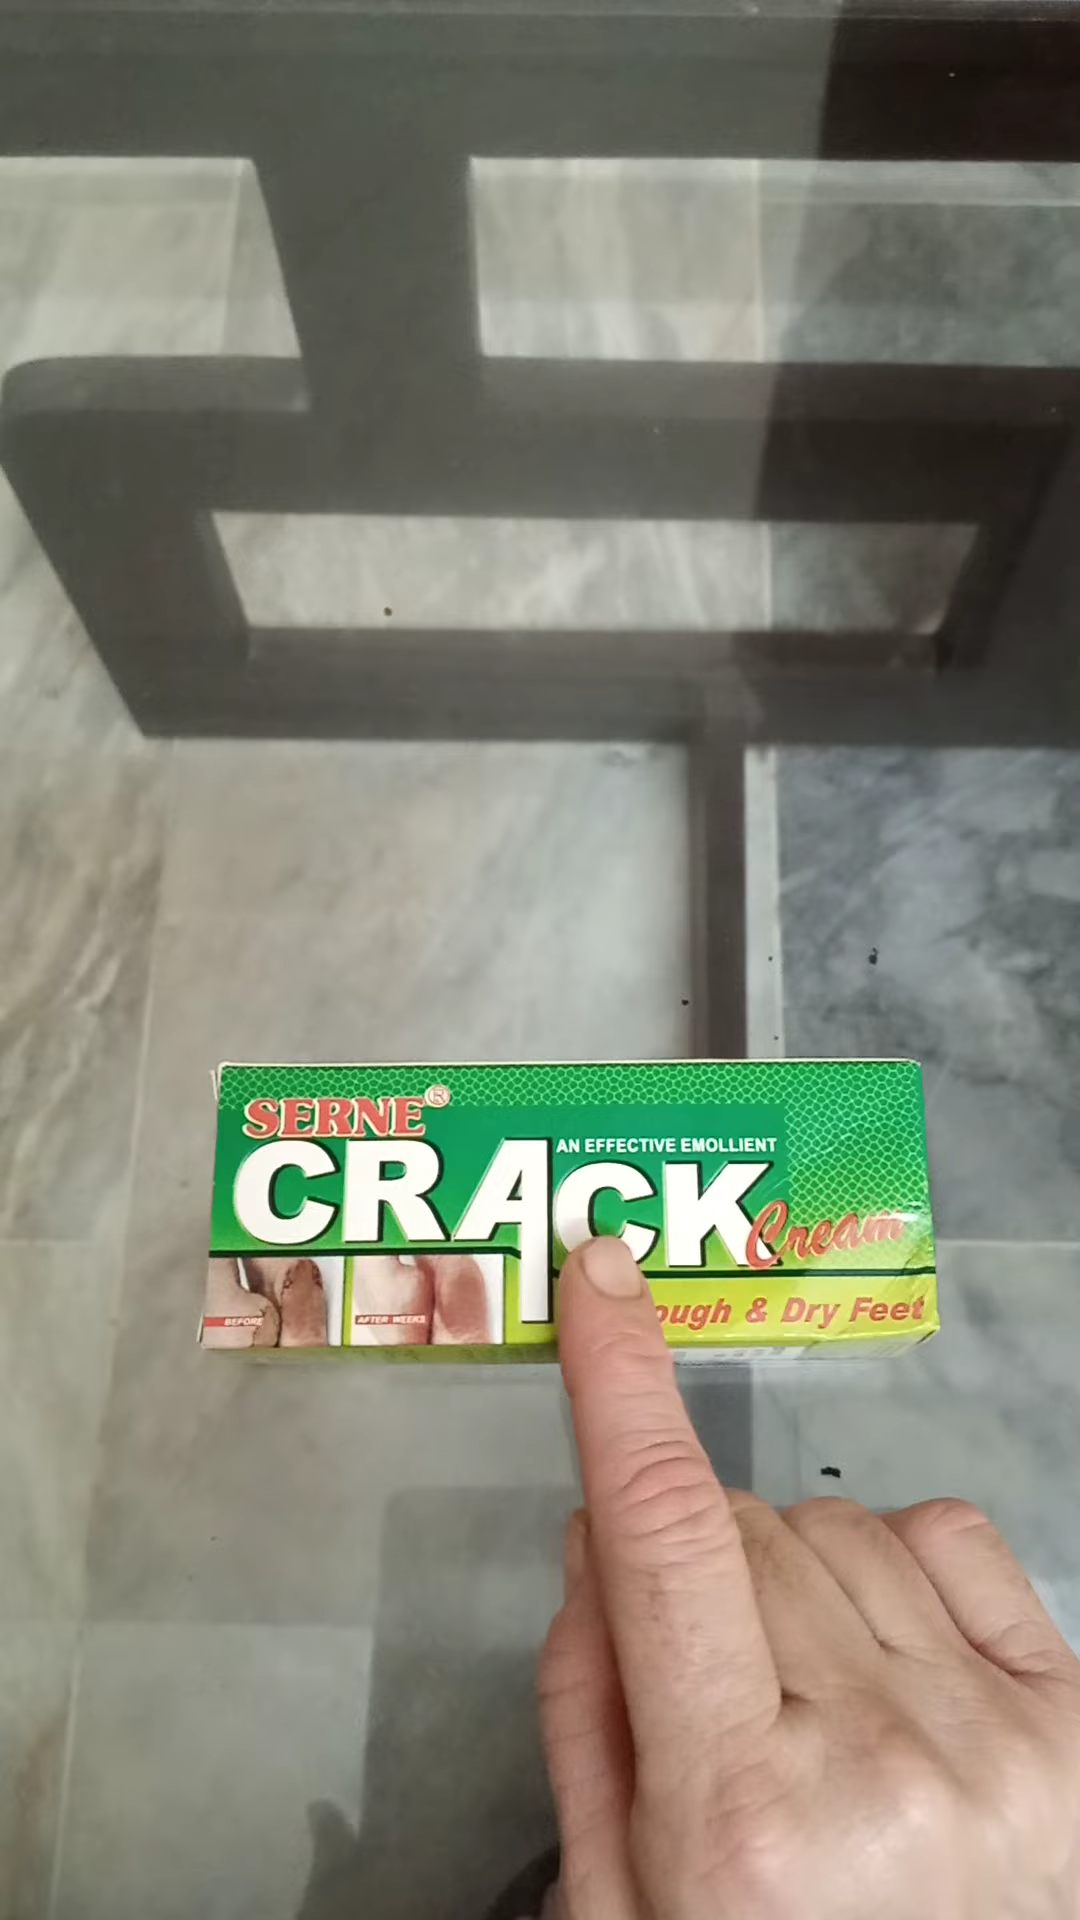 SERNE®
CRACK
AN EFFECTIVE EMOLLIENT
Cream
BEFORE
AFTER WEEKS
& Dry Feet